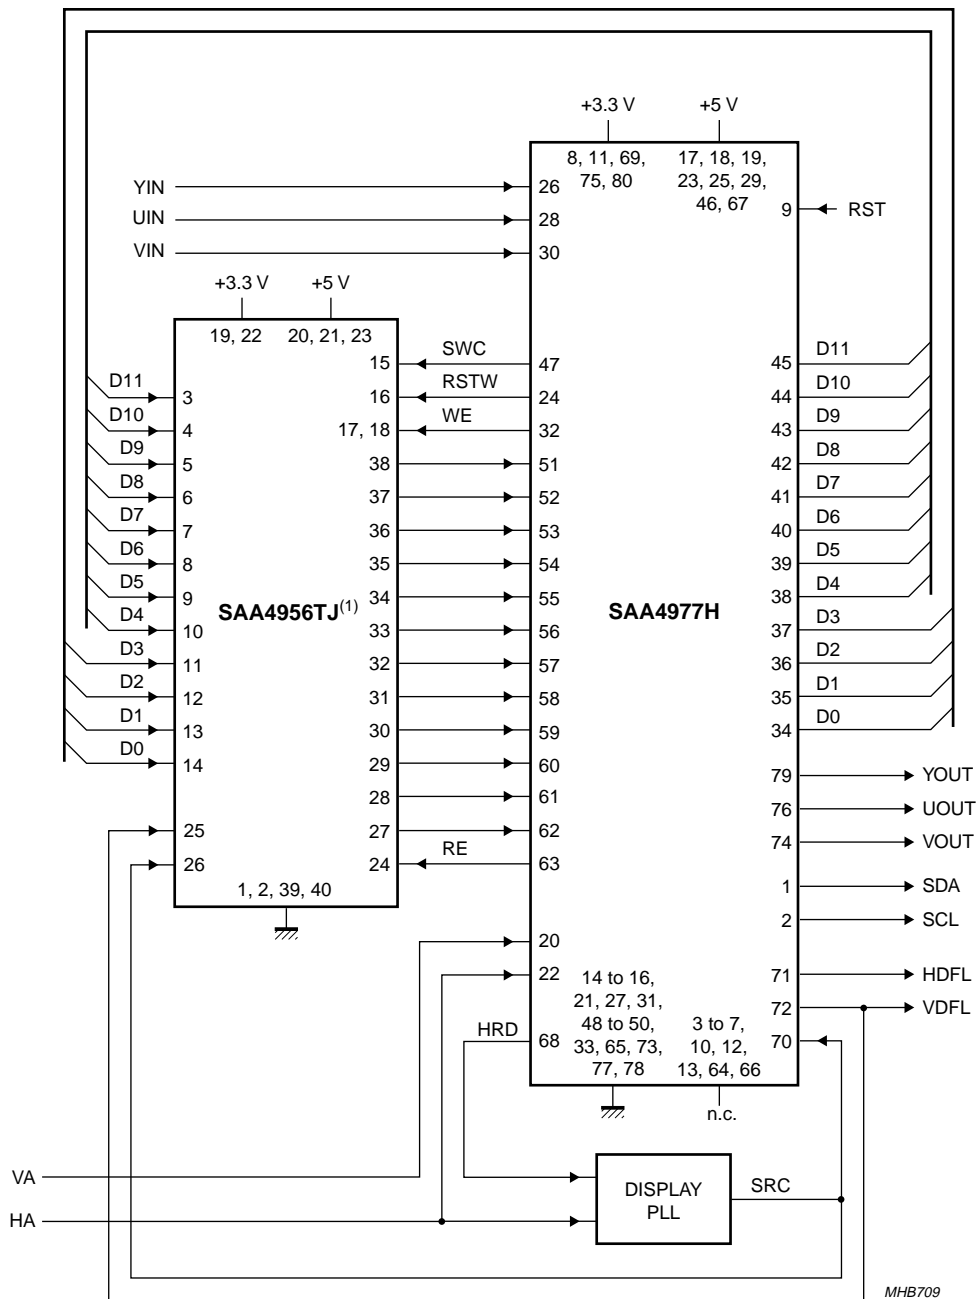 +3.3 V
+5 V
8, 11, 69,
75, 80
17, 18, 19,
23, 25, 29,
46, 67
YIN
26
UIN
28
VIN
30
9
RST
+3.3 V
+5 V
19, 22
20, 21, 23
15
SWC
47
45
D11
D11
3
16
RSTW
24
44
D10
D10
4
17, 18
WE
32
43
D9
D9
5
38
51
42
D8
D8
6
37
52
41
D7
D7
7
36
53
40
D6
D6
8
35
54
39
D5
D5
9
34
55
38
D4
SAA4956TJ(1)
SAA4977H
D4
10
33
56
37
D3
D3
11
32
57
36
D2
D2
12
31
58
35
D1
D1
13
30
59
34
D0
D0
14
29
60
79
YOUT
28
61
76
UOUT
25
27
62
74
VOUT
26
24
RE
63
1
SDA
1, 2, 39, 40
2
SCL
20
22
71
HDFL
14 to 16,
21, 27, 31,
48 to 50,
33, 65, 73,
77, 78
72
VDFL
3 to 7,
10, 12,
13, 64, 66
HRD
68
70
n.c.
VA
HA
DISPLAY
PLL
SRC
MHB709